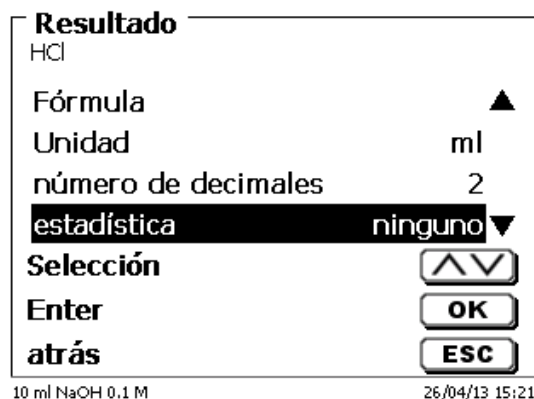 Resultado
HCl
Fórmula
Unidad ml
número de decimales 2
estadística ninguno
Selección
Enter OK
atrás ESC
10 ml NaOH 0.1 M 26/04/13 15:21